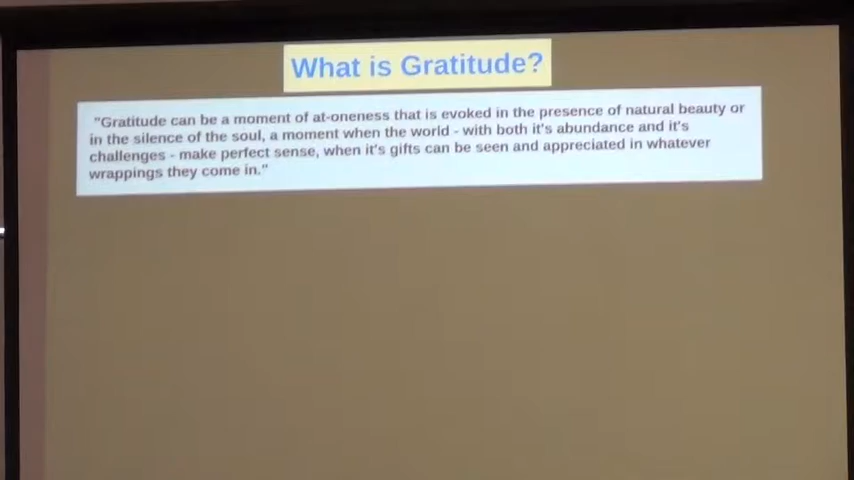 What is Gratitude?
"Gratitude can be a moment of at-oneness that is evoked in the presence of natural beauty or
in the silence of the soul, a moment when the world - with both it's abundance and it's
challenges - make perfect sense, when it's gifts can be seen and appreciated in whatever
wrappings they come in."